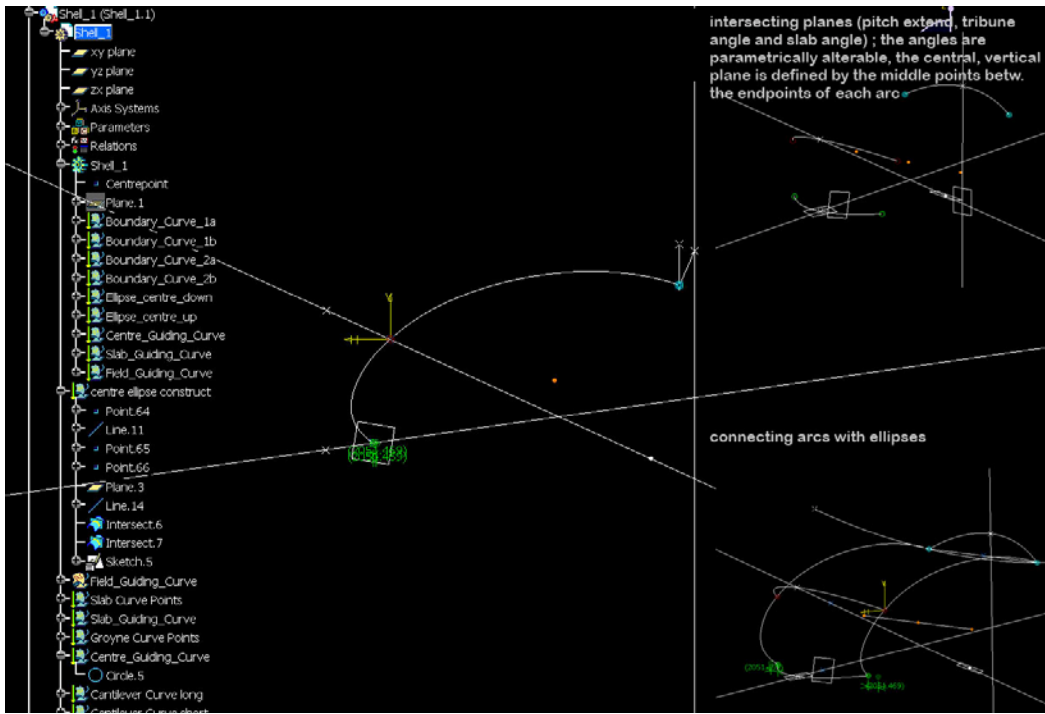 Shell_1 (Shell_1.1)
Shell_1
xy plane
yz plane
zx plane
Axis Systems
Parameters
Relations
Shell_1
Centrepoint
Plane.1
Boundary_Curve_1a
Boundary_Curve_1b
Boundary_Curve_2a
Boundary_Curve_2b
Ellipse_centre_down
Ellipse_centre_up
Centre_Guiding_Curve
Slab_Guiding_Curve
Field_Guiding_Curve
centre ellipse construct
Point.64
Line.11
Point.65
Point.66
Plane.3
Line.14
Intersect.6
Intersect.7
Sketch.5
Field_Guiding_Curve
Slab Curve Points
Slab_Guiding_Curve
Groyne Curve Points
Centre_Guiding_Curve
Circle.5
Cantilever Curve long
Cantilever Curve short
intersecting planes (pitch extend, tribune
angle and slab angle) ; the angles are
parametrically alterable, the central, vertical
plane is defined by the middle points betw.
the endpoints of each arc
connecting arcs with ellipses